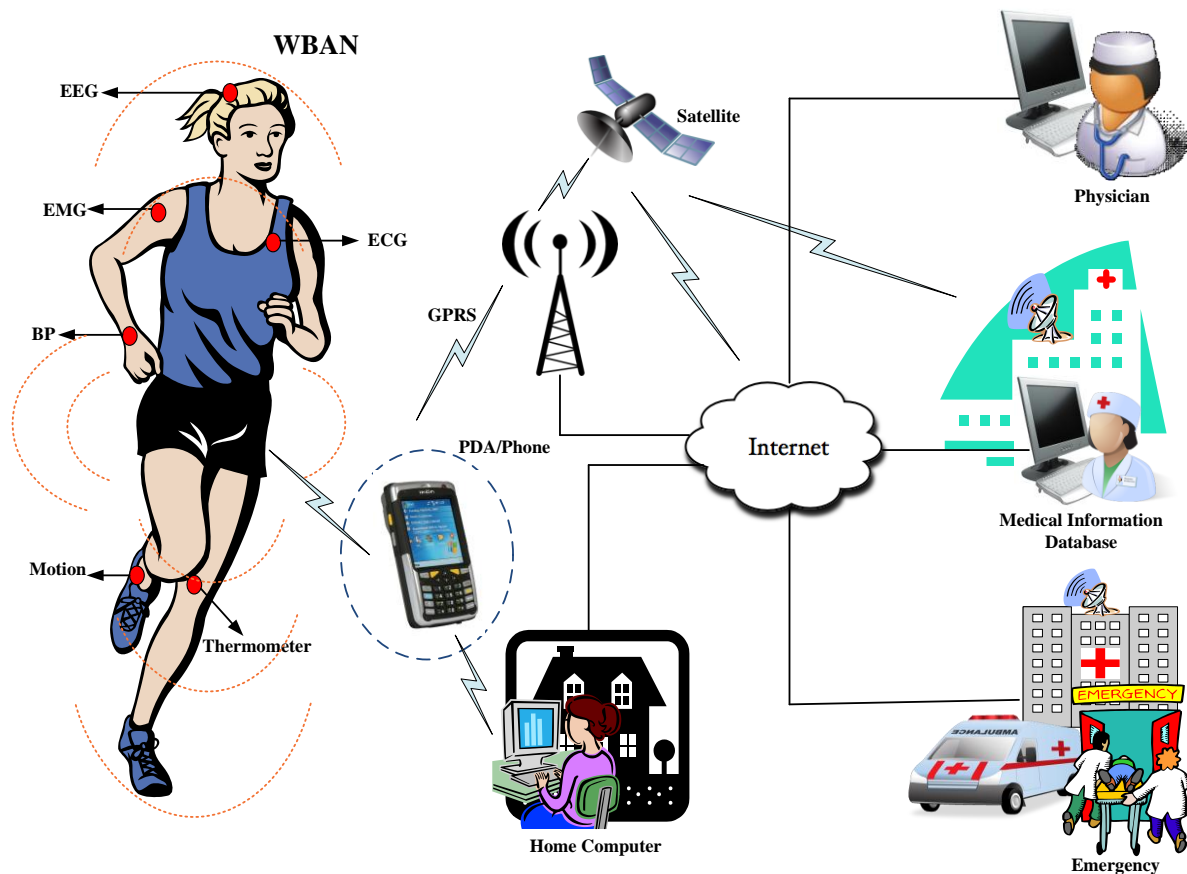 WBAN
EEG
Satellite
Physician
EMG
ECG
GPRS
BP
PDA/Phone
Internet
Medical Information
Database
Motion
Thermometer
EMERGENCY
AMBULANCE
Home Computer
Emergency